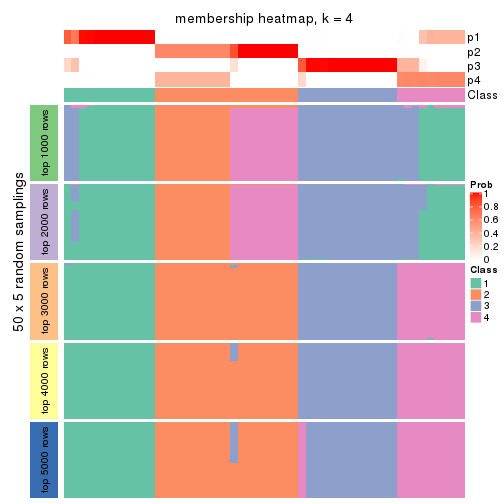 membership heatmap, k = 4
p1
p2
p3
p4
Class
50 x 5 random samplings
top 1000 rows
top 2000 rows
top 3000 rows
top 4000 rows
top 5000 rows
Prob
1
0.8
0.6
0.4
0.2
0
Class
1
2
3
4